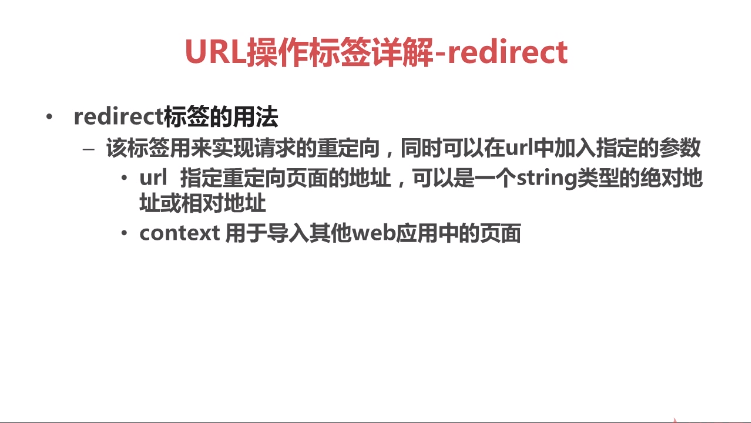 URL操作标签详解-redirect
• redirect标签的用法
– 该标签用来实现请求的重定向，同时可以在url中加入指定的参数
• url 指定重定向页面的地址，可以是一个string类型的绝对地
址或相对地址
• context 用于导入其他web应用中的页面